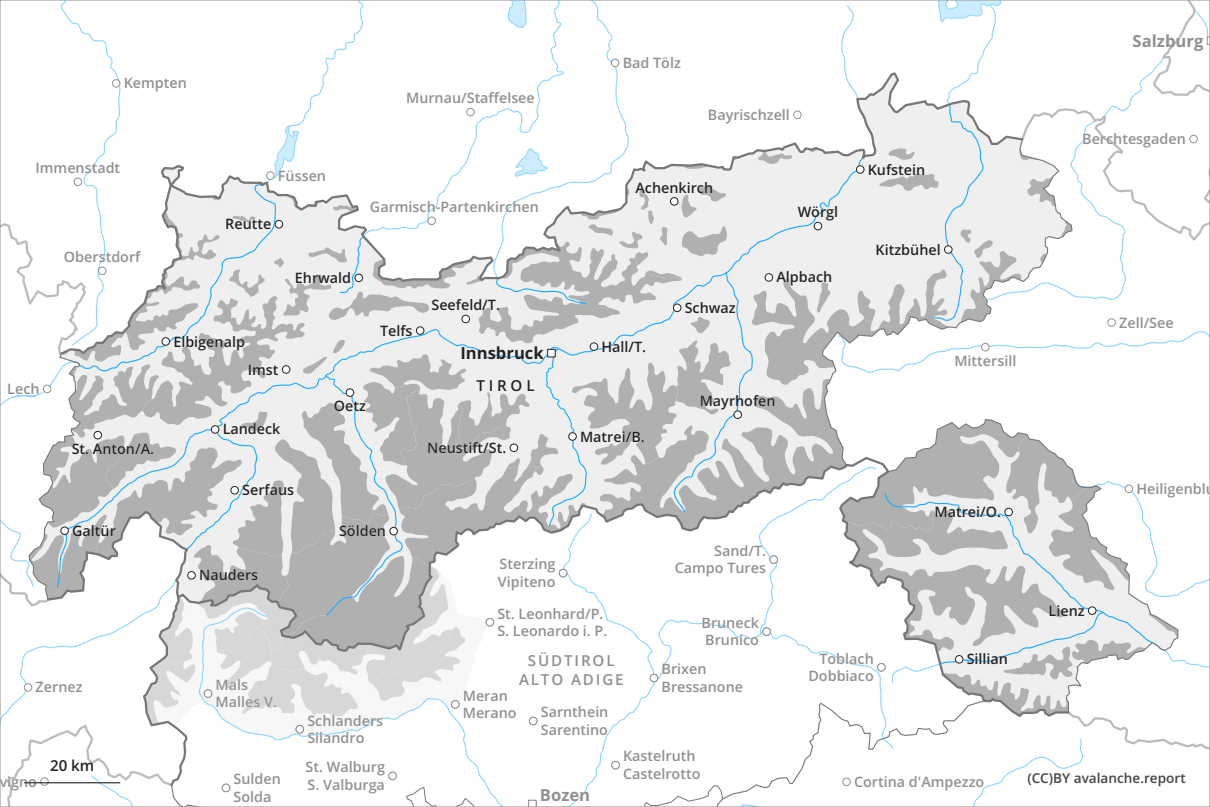 Salzburg
Bad Tölz
Kempten
Murnau/Staffelsee
Bayrischzell
Berchtesgaden
Immenstadt
Füssen
Kufstein
Achenkirch
Garmisch-Partenkirchen
Wörgl
Reutte
Kitzbühel
Oberstdorf
Ehrwald
Alpbach
Seefeld/T.
Schwaz
Zell/See
Telfs
Elbigenalp
Hall/T.
Innsbruck
Mittersill
Imst
TIROL
Lech
Mayrhofen
Oetz
Landeck
Matrei/B.
St. Anton/A.
Neustift/St.
Serfaus
Heiligenblu
Matrei/O.
Galtür
Sölden
Sand/T.
Campo Tures
Sterzing
Vipiteno
Nauders
Lienz
St. Leonhard/P.
S. Leonardo i. P.
Bruneck
Brunico
SÜDTIROL
ALTO ADIGE
Sillian
Toblach
Dobbiaco
Brixen
Bressanone
Zernez
Mals
Malles V.
Meran
Merano
Sarnthein
Sarentino
Schlanders
Silandro
Kastelruth
Castelrotto
20 km
St. Walburg
S. Valburga
vigno
Sulden
Solda
Cortina d'Ampezzo
(CC)BY avalanche.report
Bozen